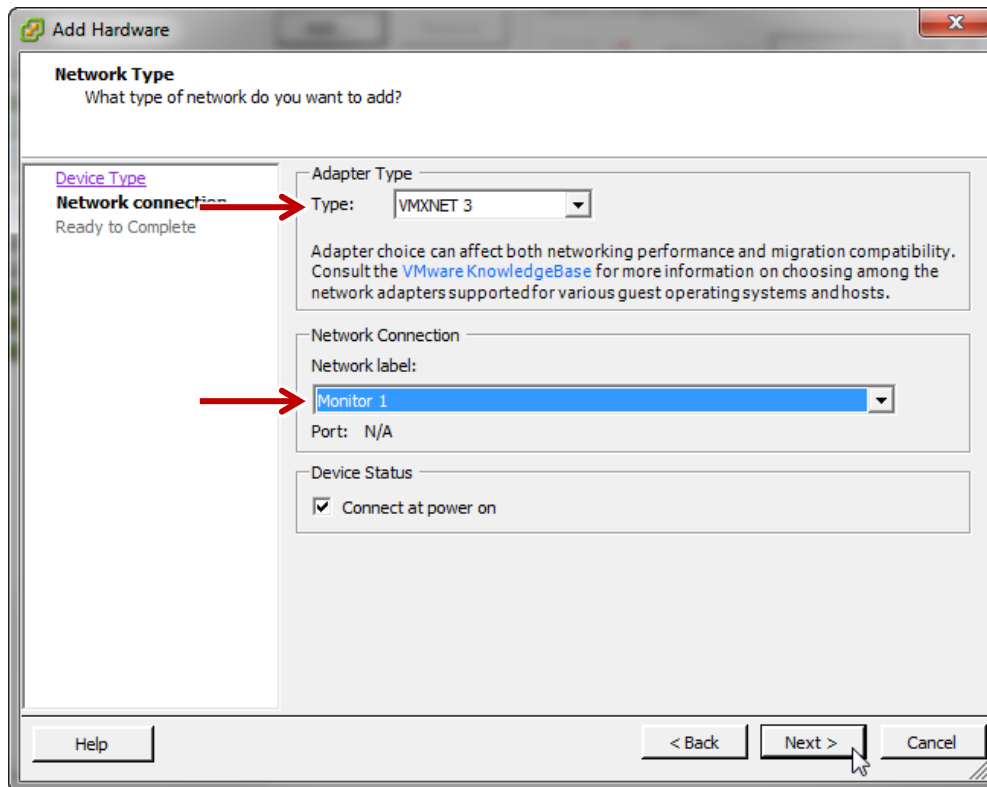 Add Hardware
Network Type
What type of network do you want to add?
Device Type
Network connection
Ready to Complete
Adapter Type
Type: VMXNET 3
Adapter choice can affect both networking performance and migration compatibility.
Consult the VMware KnowledgeBase for more information on choosing among the
network adapters supported for various guest operating systems and hosts.
Network Connection
Network label:
Monitor 1
Port: N/A
Device Status
Connect at power on
Help
< Back
Next >
Cancel